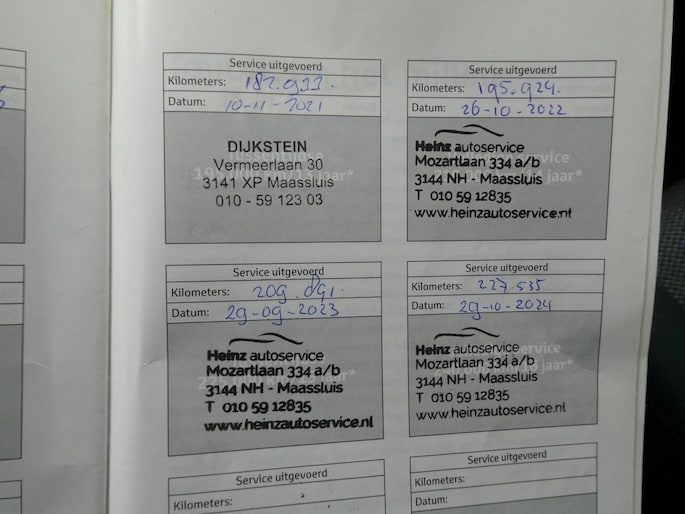 Service uitgevoerd
Kilometers: 182.933.
Datum: 10-11-2021
DIJKSTEIN
Vermeerlaan 30
3141 XP Maassluis
010 - 59 123 03
Service uitgevoerd
Kilometers: 195.924.
Datum: 26-10-2022
Heinz autoservice
Mozartlaan 334 a/b
3144 NH - Maassluis
T 010 59 12835
www.heinzautoservice.nl
Service uitgevoerd
Kilometers: 209.891.
Datum: 29-09-2023
Heinz autoservice
Mozartlaan 334 a/b
3144 NH - Maassluis
T 010 59 12835
www.heinzautoservice.nl
Service uitgevoerd
Kilometers: 227.535
Datum: 29-10-2024
Heinz autoservice
Mozartlaan 334 a/b
3144 NH - Maassluis
T 010 59 12835
www.heinzautoservice.nl
Service uitgevoerd
Kilometers:
Service uitgevoerd
Kilometers:
Datum: